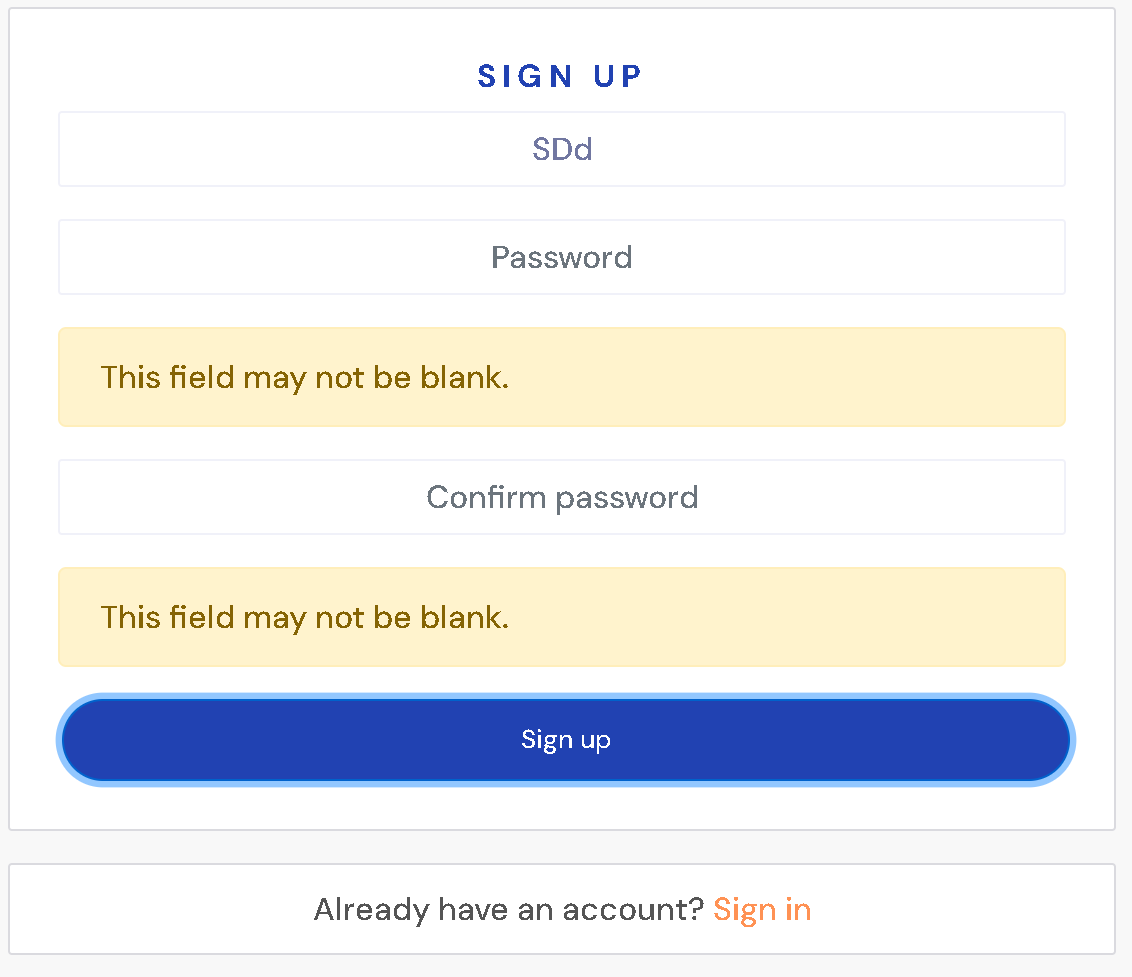 SIGN UP
SDd
Password
This field may not be blank.
Confirm password
This field may not be blank.
Sign up
Already have an account? Sign in